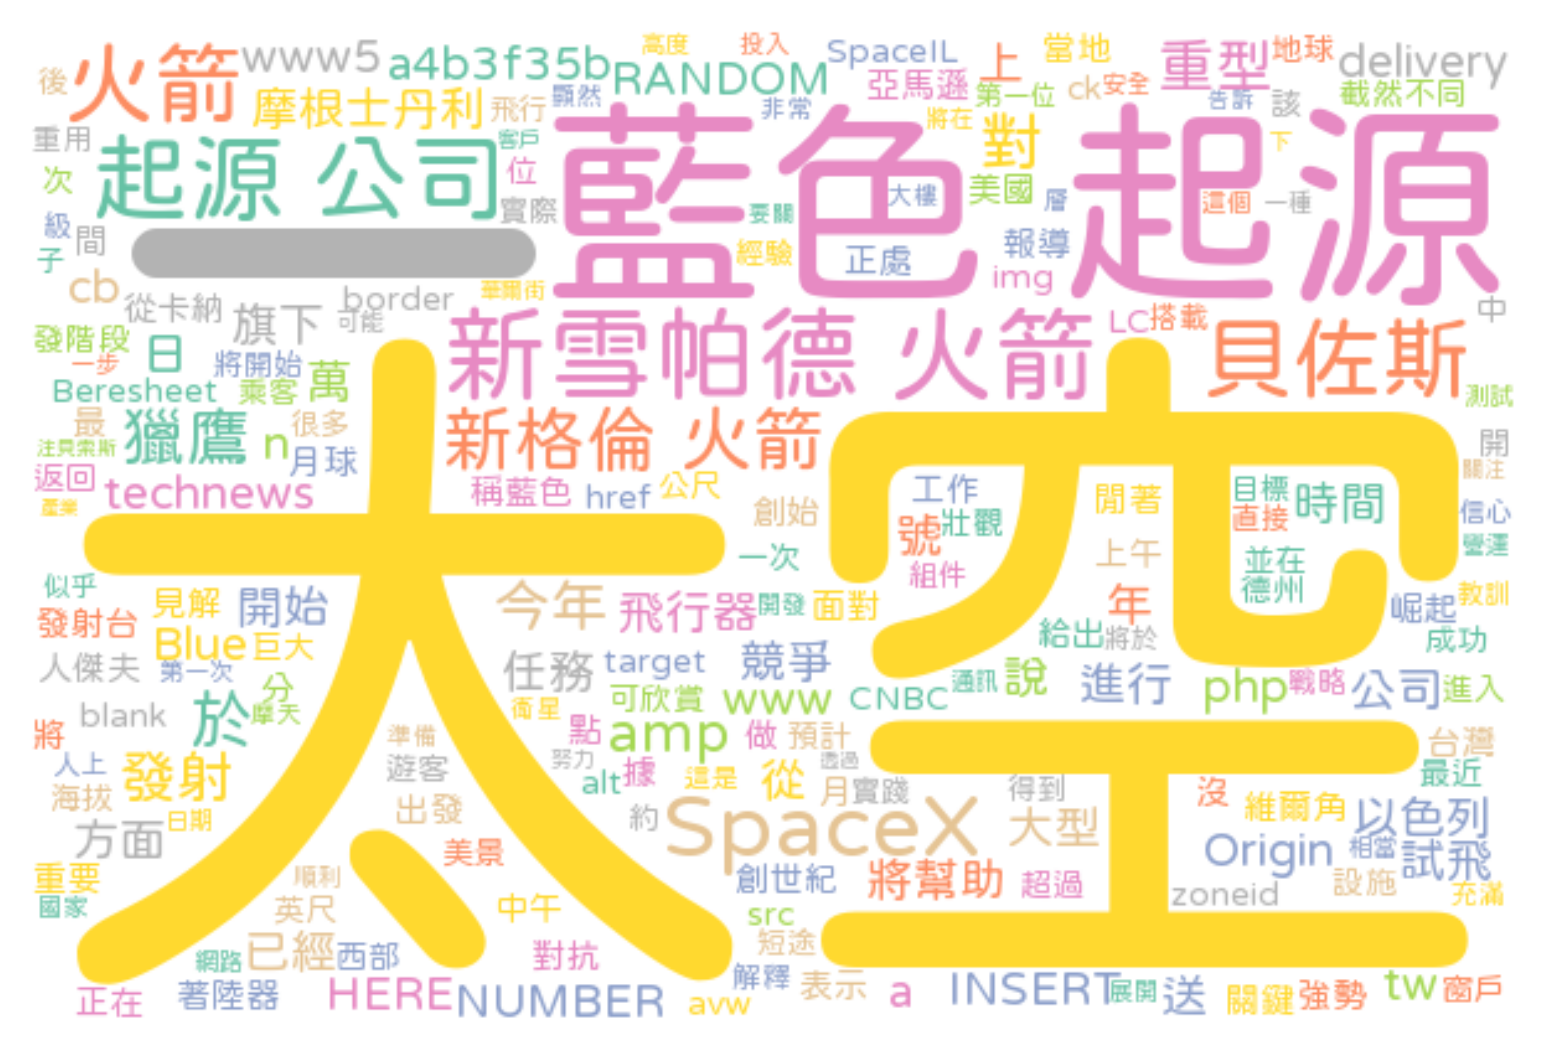 後 火箭 www5 a4b3f35b 高度 投入 SpaceIL 上 當地 重型 地球 delivery
摩根士丹利 飛行 顯然 RANDOM 非常 亞馬遜 第一位 ck 安全 告訴 該 截然不同
重用 起源 公司 客戶 藍色 起源 將在 對 下
次 位 大樓 美國 層 這個 一種
級 間 實際 要關 經驗 正處 報導
子 一 img
cb 從卡納 旗下 border 可能 華爾街 新雪帕德 火箭 LC 搭載 中
發階段 日 將開始 貝佐斯
一步 Beresheet 乘客 萬 測試
最 獵鷹 n 很多 新格倫 火箭 開
注貝索斯 月球 關注
返回 technews 稱藍色 href 公尺 工作 閒著 目標 時間
產業 太空 創始 號 壯觀 直接 信心
一次 上午 並在 營運
似乎 組件 德州
發射台 見解 開始 今年 飛行器 開發 面對 年 崛起 教訓
Blue 巨大 給出 將於 成功
人傑夫 第一次 任務 target 競爭
分 可欣賞 www CNBC 通訊 說 進行 php 戰略 公司 進入
將 blank 於 摩天 衛星
準備 點 amp 做 預計 台灣
人上 發射 遊客 努力 透過 最近
海拔 alt 據 這是 從 月 實踐 得到 沒
方面 日期 出發 約 SpaceX 大型 維爾角 以色列
美景 Origin 相當 試飛
重要 順利 創世紀 將幫助 超過 zoneid 設施 充滿
國家 英尺 中午 src
網路 已經 西部 對抗 短途
正在 著陸器 HERE NUMBER 解釋 avw 表示 a INSERT 展開 送 關鍵 強勢 tw 窗戶